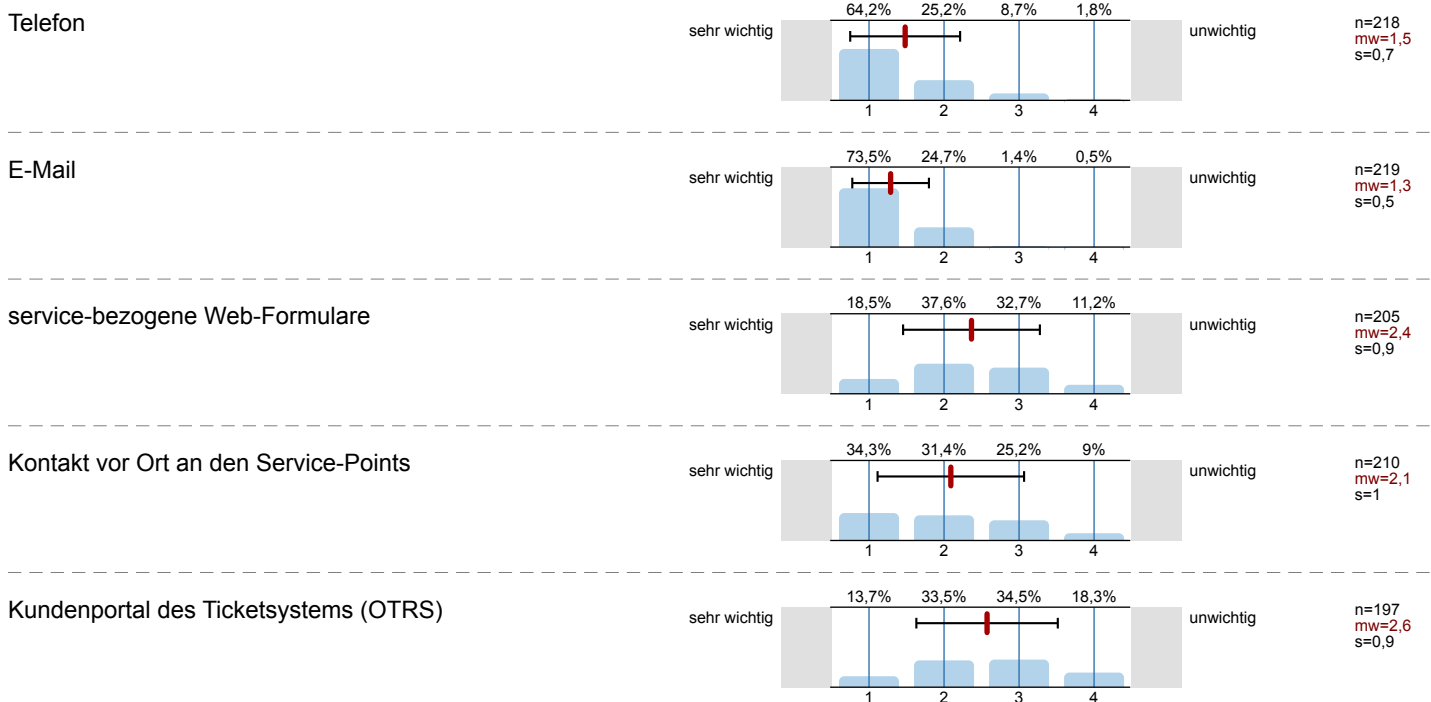 Telefon
sehr wichtig
64,2% 25,2% 8,7% 1,8%
1 2 3 4
unwichtig
n=218
mw=1,5
s=0,7
E-Mail
sehr wichtig
73,5% 24,7% 1,4% 0,5%
1 2 3 4
unwichtig
n=219
mw=1,3
s=0,5
service-bezogene Web-Formulare
sehr wichtig
18,5% 37,6% 32,7% 11,2%
1 2 3 4
unwichtig
n=205
mw=2,4
s=0,9
Kontakt vor Ort an den Service-Points
sehr wichtig
34,3% 31,4% 25,2% 9%
1 2 3 4
unwichtig
n=210
mw=2,1
s=1
Kundenportal des Ticketsystems (OTRS)
sehr wichtig
13,7% 33,5% 34,5% 18,3%
1 2 3 4
unwichtig
n=197
mw=2,6
s=0,9